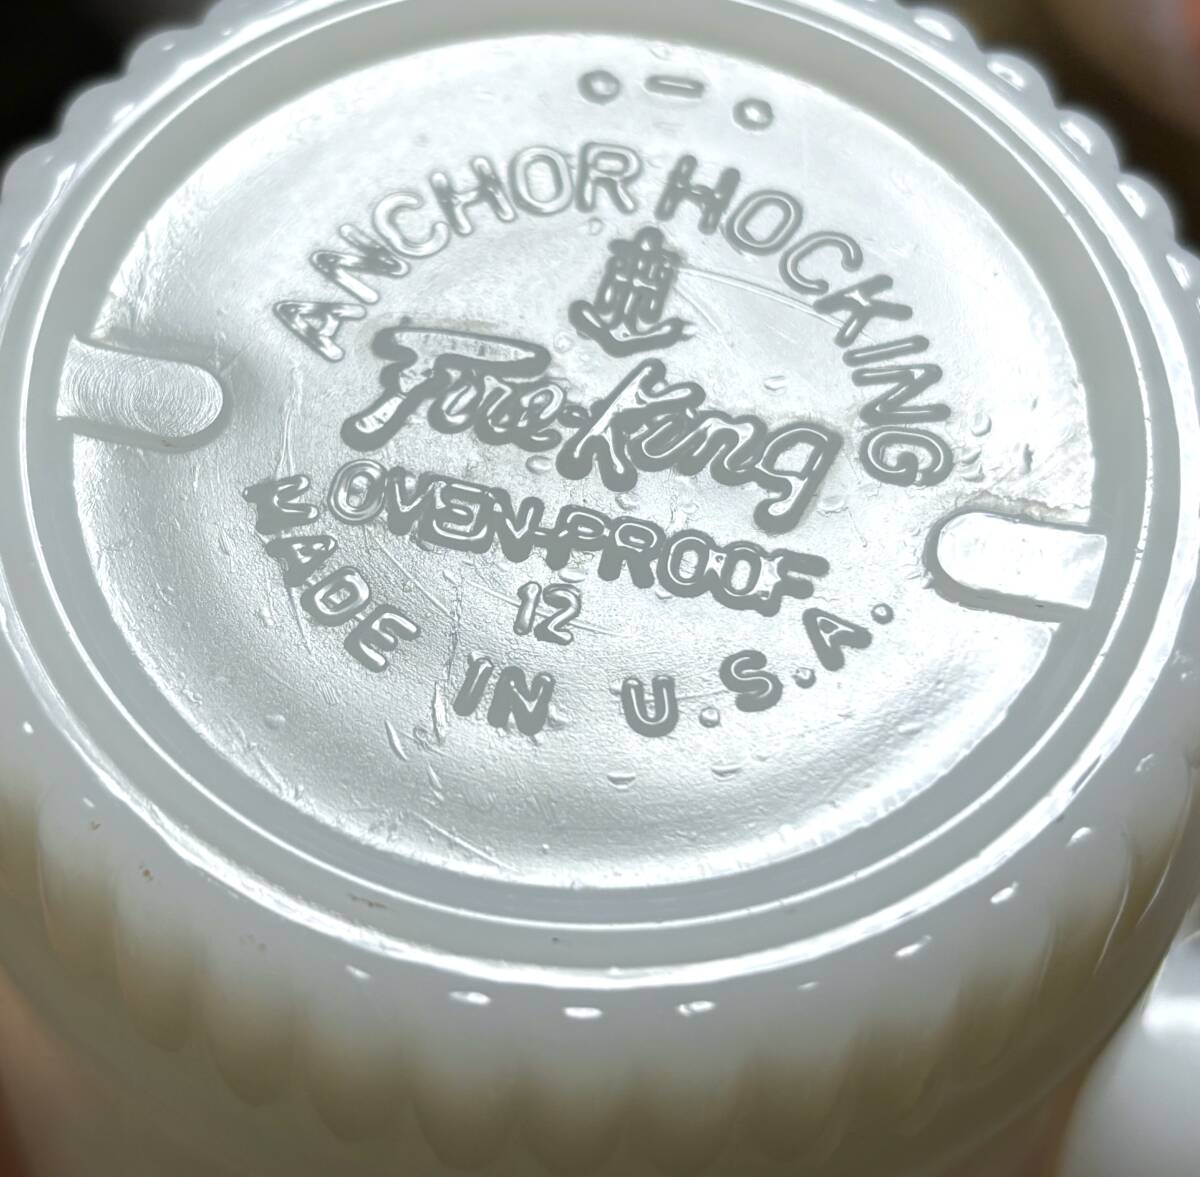 ANCHOR HOCKING
Fire-King
OVEN-PROOF
12
MADE IN U.S.A.